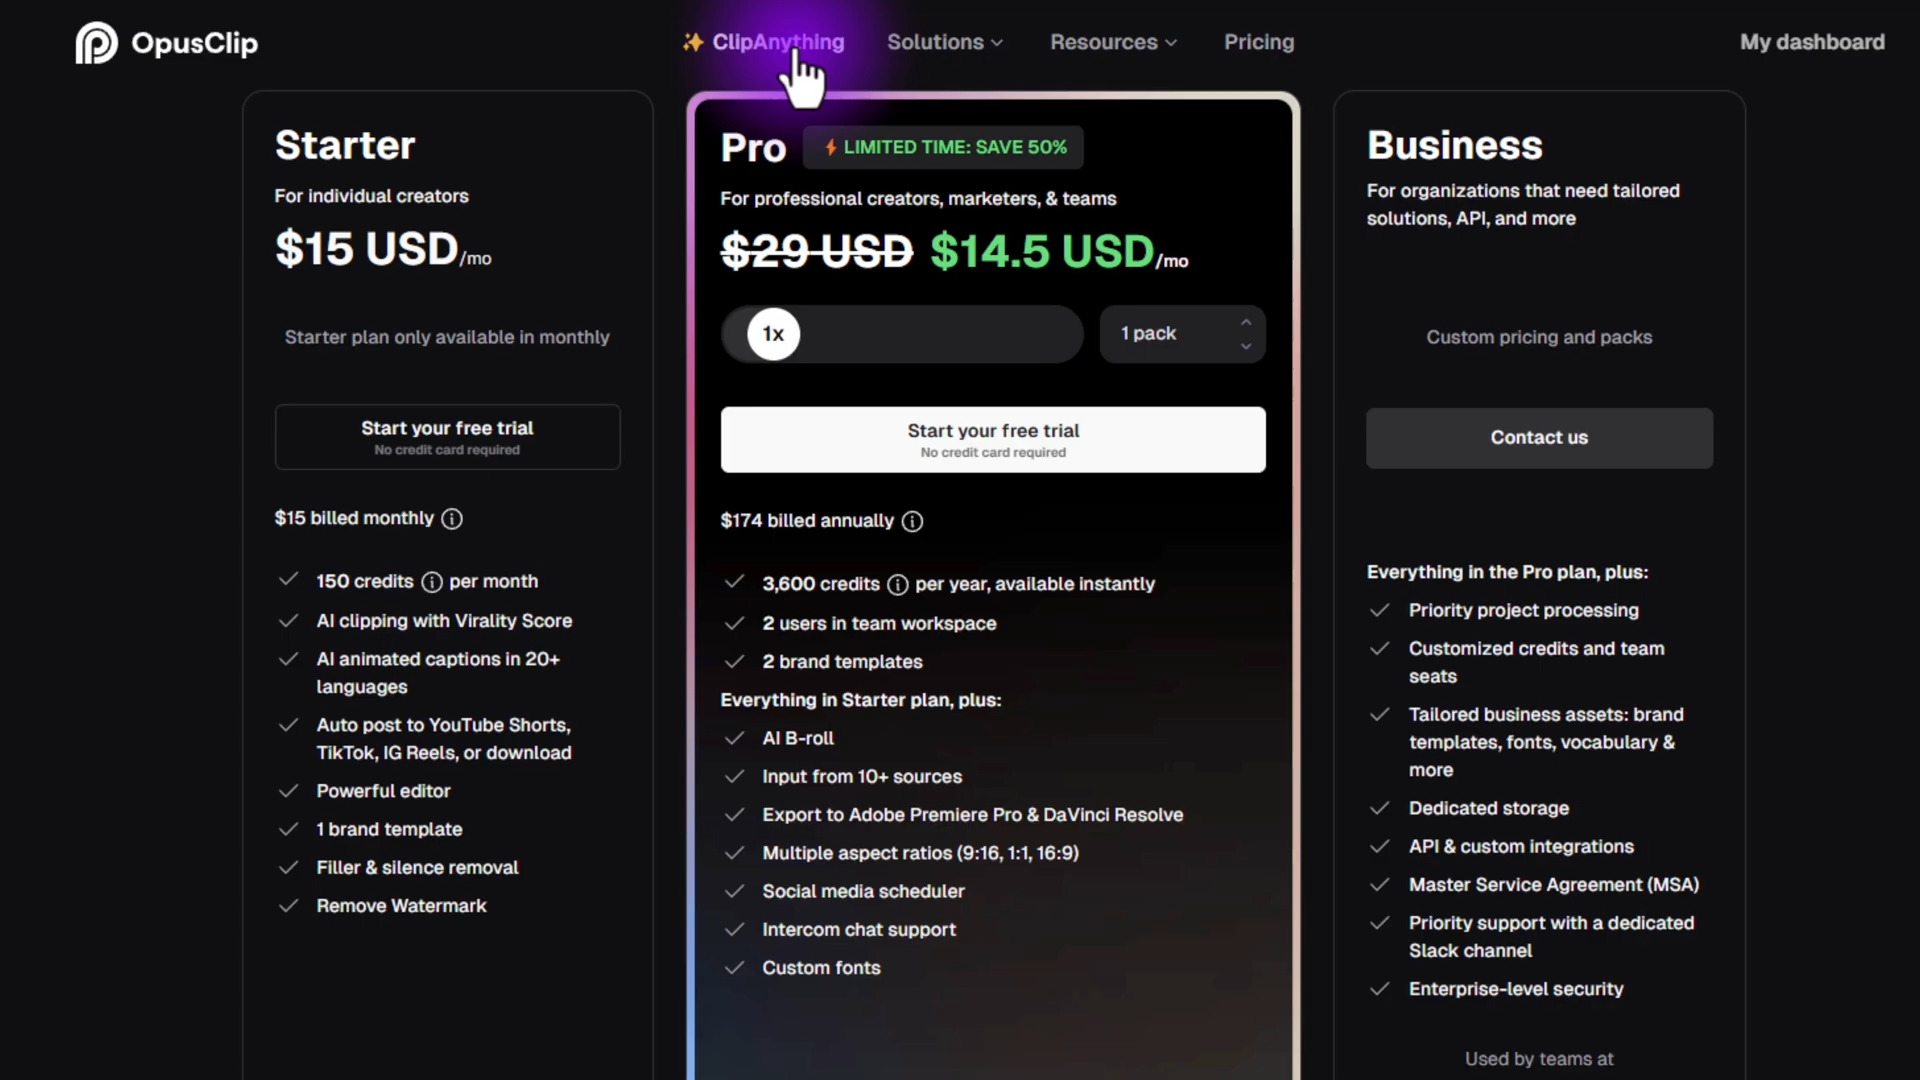 OpusClip
ClipAnything
Solutions
Resources
Pricing
My dashboard
Starter
For individual creators
$15 USD/mo
Starter plan only available in monthly
Start your free trial
No credit card required
$15 billed monthly
150 credits per month
AI clipping with Virality Score
AI animated captions in 20+
languages
Auto post to YouTube Shorts,
TikTok, IG Reels, or download
Powerful editor
1 brand template
Filler & silence removal
Remove Watermark
Pro
LIMITED TIME: SAVE 50%
For professional creators, marketers, & teams
$29 USD $14.5 USD/mo
1x
1 pack
Start your free trial
No credit card required
$174 billed annually
3,600 credits per year, available instantly
2 users in team workspace
2 brand templates
Everything in Starter plan, plus:
AI B-roll
Input from 10+ sources
Export to Adobe Premiere Pro & DaVinci Resolve
Multiple aspect ratios (9:16, 1:1, 16:9)
Social media scheduler
Intercom chat support
Custom fonts
Business
For organizations that need tailored
solutions, API, and more
Custom pricing and packs
Contact us
Everything in the Pro plan, plus:
Priority project processing
Customized credits and team
seats
Tailored business assets: brand
templates, fonts, vocabulary &
more
Dedicated storage
API & custom integrations
Master Service Agreement (MSA)
Priority support with a dedicated
Slack channel
Enterprise-level security
Used by teams at